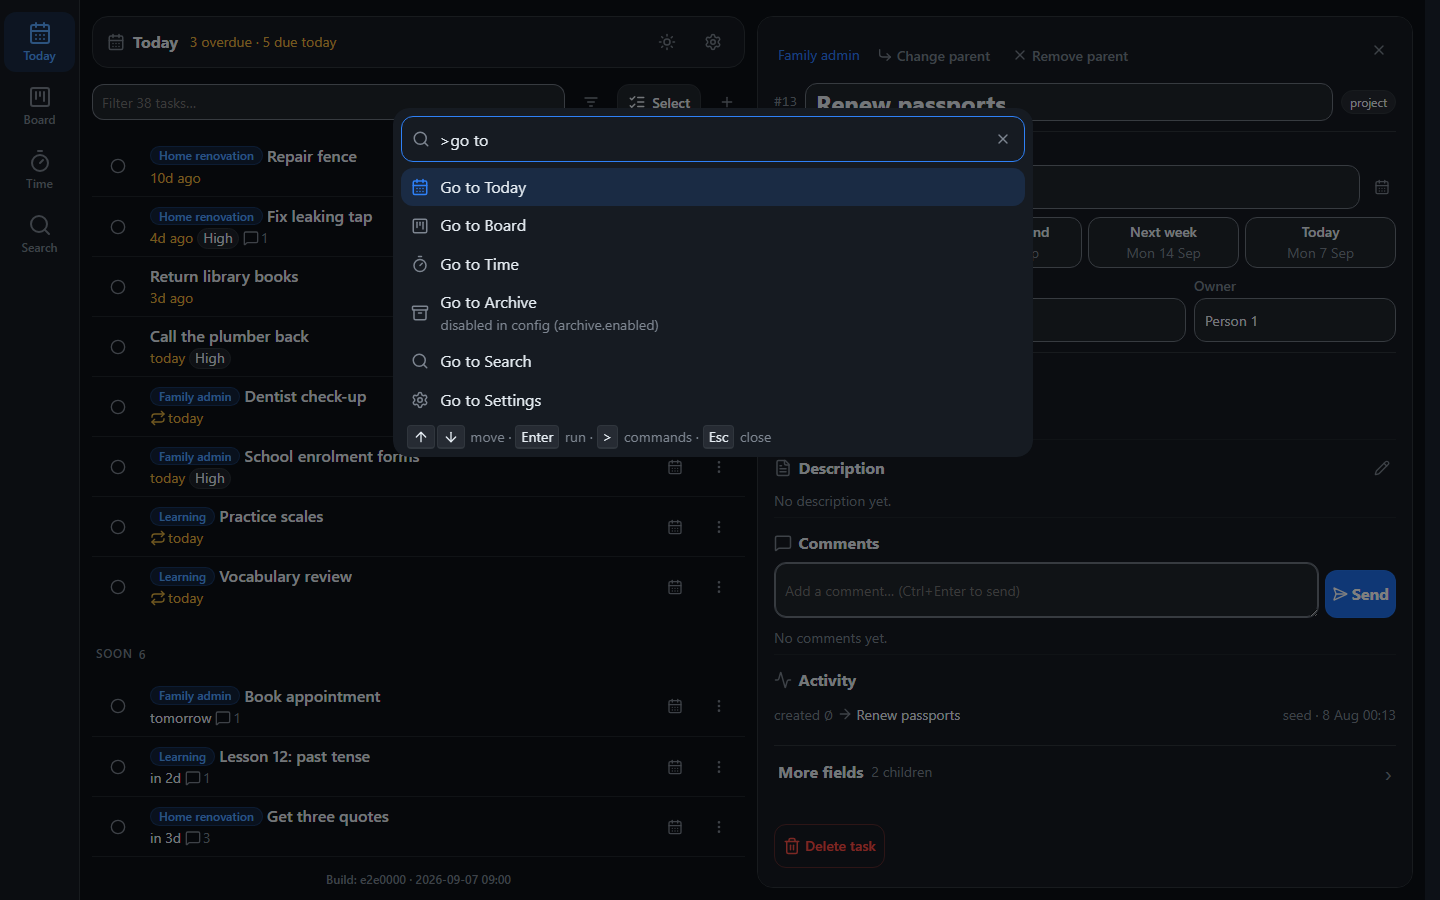 Today
Board
Time
Search
Today 3 overdue · 5 due today
Filter 38 tasks...
Select
Home renovation Repair fence
10d ago
Home renovation Fix leaking tap
4d ago High 1
Return library books
3d ago
Call the plumber back
today High
Family admin Dentist check-up
today
Family admin School enrolment forms
today High
Learning Practice scales
today
Learning Vocabulary review
today
SOON 6
Family admin Book appointment
tomorrow 1
Learning Lesson 12: past tense
in 2d 1
Home renovation Get three quotes
in 3d 3
Build: e2e0000 · 2026-09-07 09:00
>go to
Go to Today
Go to Board
Go to Time
Go to Archive
disabled in config (archive.enabled)
Go to Search
Go to Settings
↑ ↓ move · Enter run · > commands · Esc close
Family admin Change parent Remove parent
#13 Renew passports project
Next week
Mon 14 Sep
Today
Mon 7 Sep
Owner
Person 1
Description
No description yet.
Comments
Add a comment... (Ctrl+Enter to send)
Send
No comments yet.
Activity
created ∅ → Renew passports seed · 8 Aug 00:13
More fields 2 children
Delete task